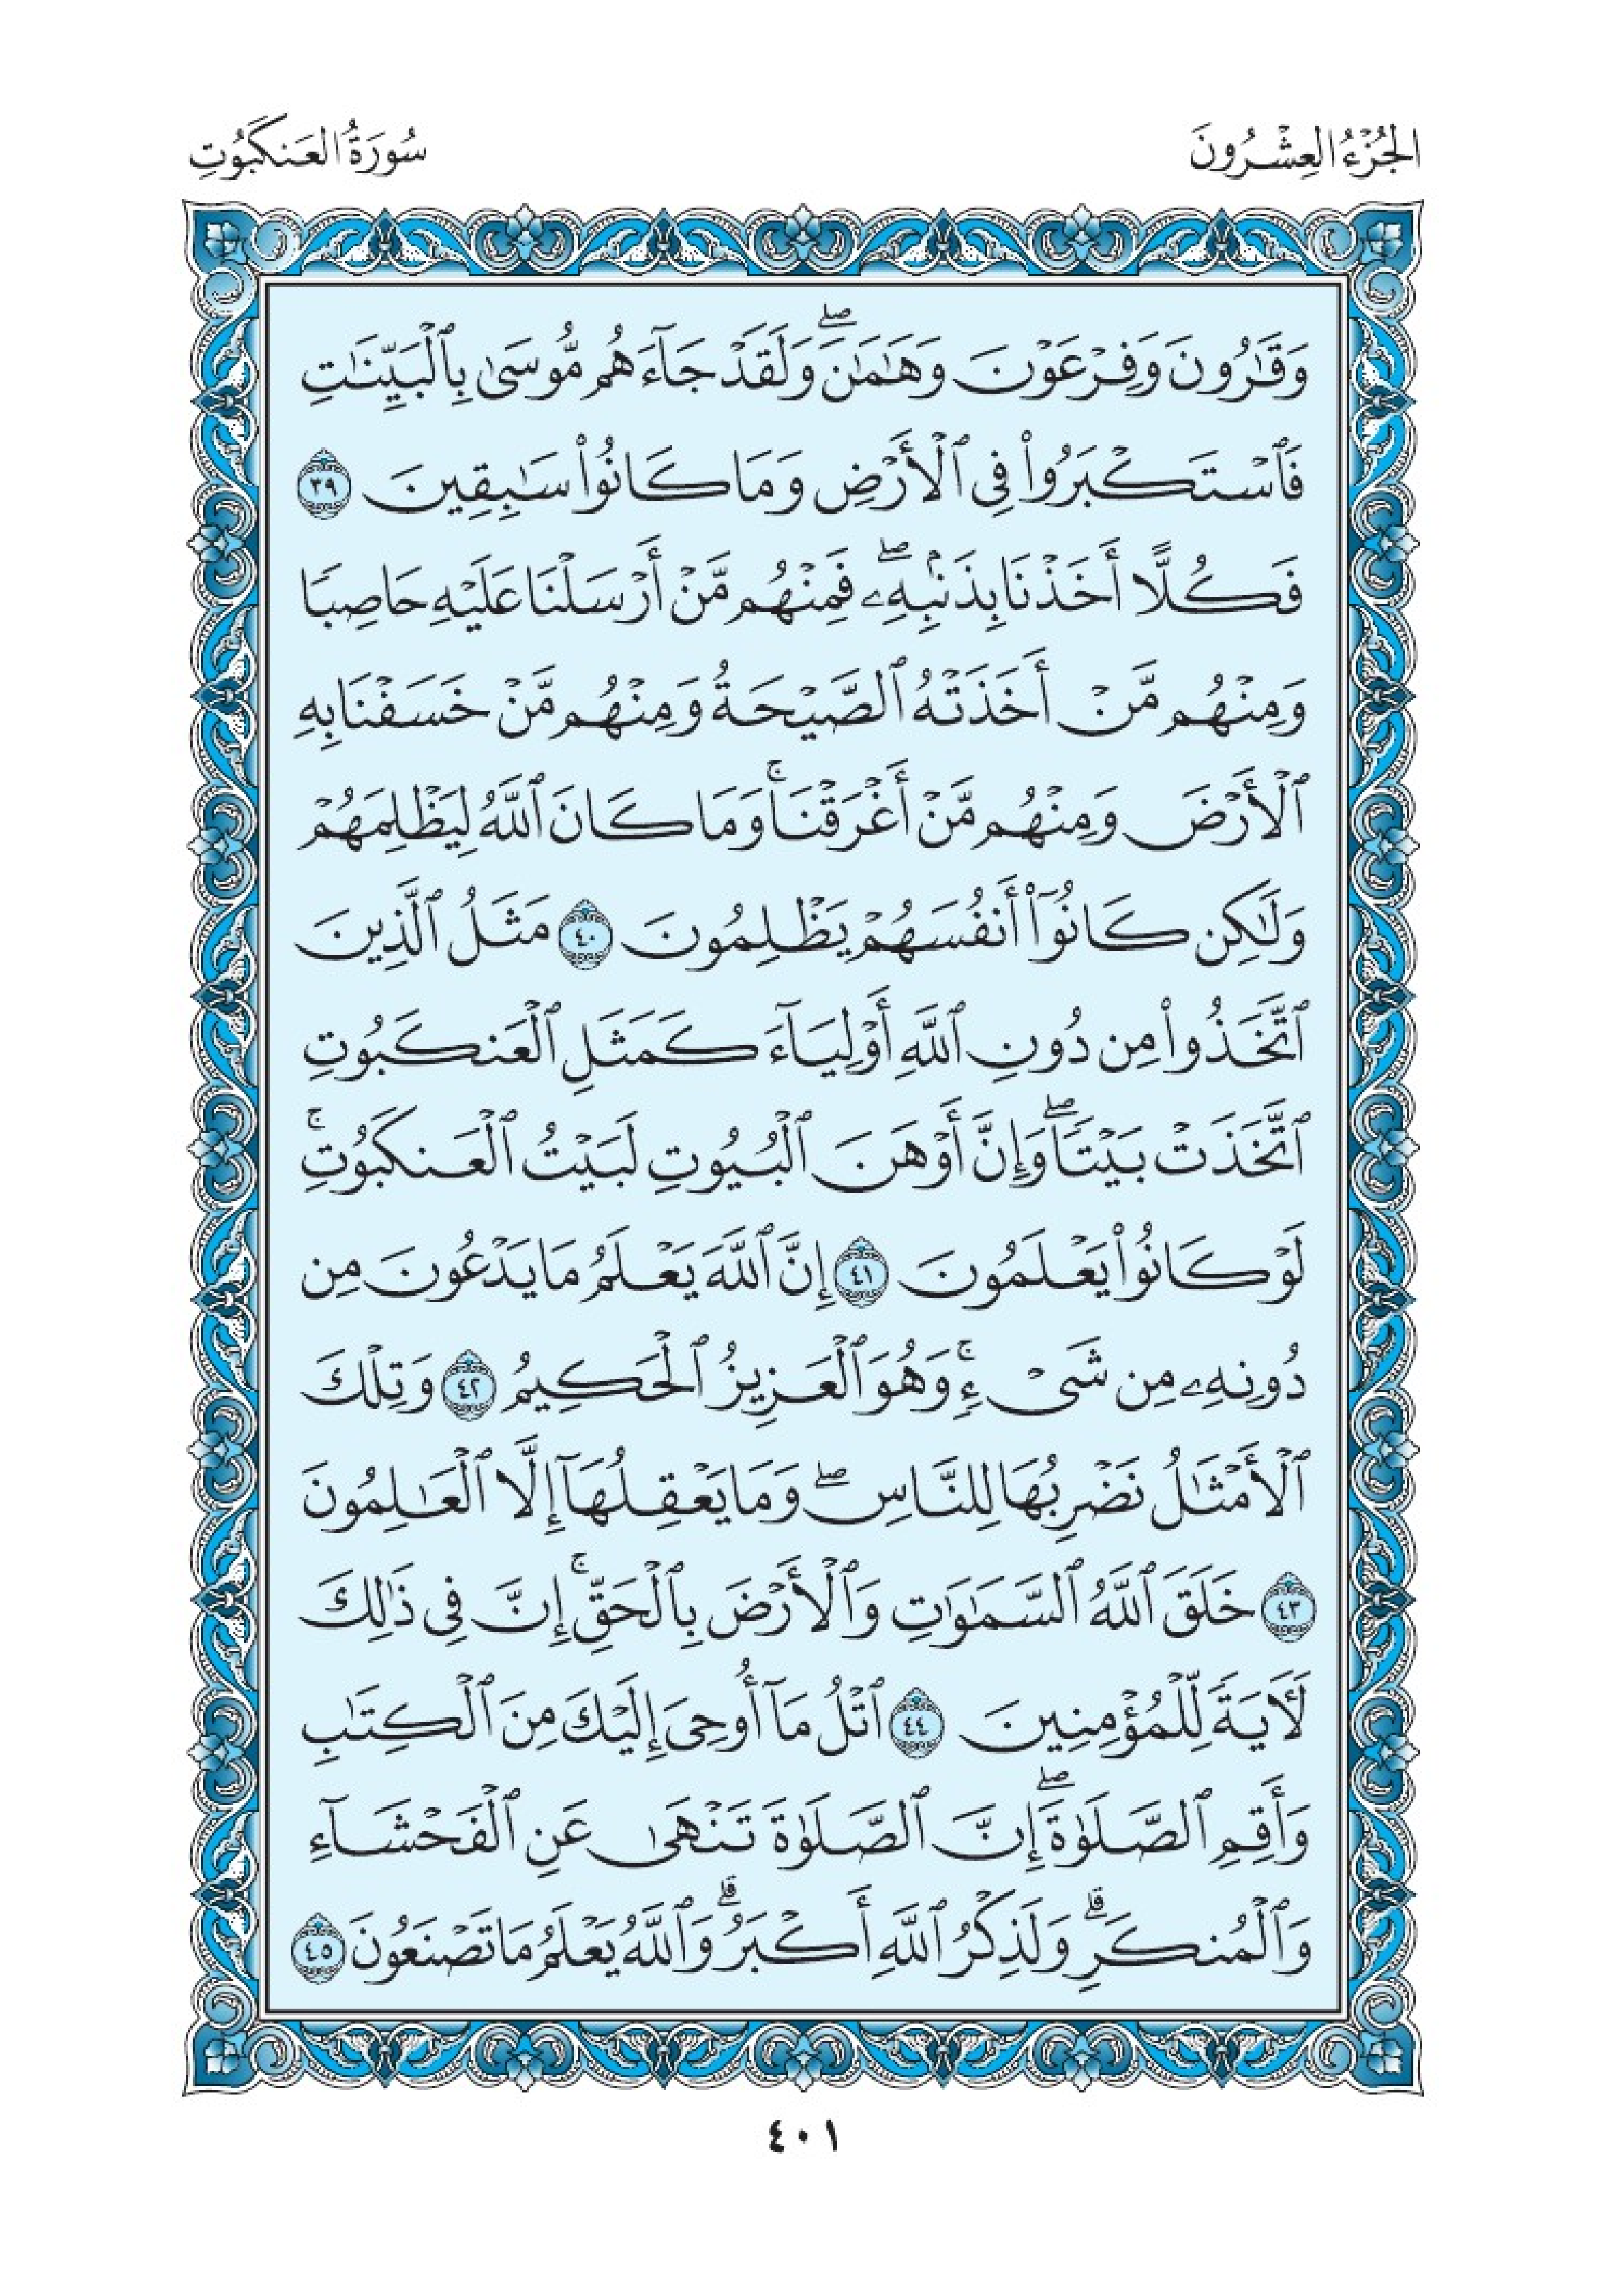 الجُزْءُ العِشْرُونَ
سُورَةُ العَنكَبُوتِ
وَقَٰرُونَ وَفِرْعَوْنَ وَهَٰمَٰنَۖ وَلَقَدْ جَآءَهُم مُّوسَىٰ بِٱلْبَيِّنَٰتِ
فَٱسْتَكْبَرُوا۟ فِى ٱلْأَرْضِ وَمَا كَانُوا۟ سَٰبِقِينَ ٣٩
فَكُلًّا أَخَذْنَا بِذَنۢبِهِۦۖ فَمِنْهُم مَّنْ أَرْسَلْنَا عَلَيْهِ حَاصِبًا
وَمِنْهُم مَّنْ أَخَذَتْهُ ٱلصَّيْحَةُ وَمِنْهُم مَّنْ خَسَفْنَا بِهِ
ٱلْأَرْضَ وَمِنْهُم مَّنْ أَغْرَقْنَاۚ وَمَا كَانَ ٱللَّهُ لِيَظْلِمَهُمْ
وَلَٰكِن كَانُوٓا۟ أَنفُسَهُمْ يَظْلِمُونَ ٤٠ مَثَلُ ٱلَّذِينَ
ٱتَّخَذُوا۟ مِن دُونِ ٱللَّهِ أَوْلِيَآءَ كَمَثَلِ ٱلْعَنكَبُوتِ
ٱتَّخَذَتْ بَيْتًاۖ وَإِنَّ أَوْهَنَ ٱلْبُيُوتِ لَبَيْتُ ٱلْعَنكَبُوتِۚ
لَوْ كَانُوا۟ يَعْلَمُونَ ٤١ إِنَّ ٱللَّهَ يَعْلَمُ مَا يَدْعُونَ مِن
دُونِهِۦ مِن شَىْءٍۚ وَهُوَ ٱلْعَزِيزُ ٱلْحَكِيمُ ٤٢ وَتِلْكَ
ٱلْأَمْثَٰلُ نَضْرِبُهَا لِلنَّاسِۖ وَمَا يَعْقِلُهَآ إِلَّا ٱلْعَٰلِمُونَ
٤٣ خَلَقَ ٱللَّهُ ٱلسَّمَٰوَٰتِ وَٱلْأَرْضَ بِٱلْحَقِّۚ إِنَّ فِى ذَٰلِكَ
لَءَايَةً لِّلْمُؤْمِنِينَ ٤٤ ٱتْلُ مَآ أُوحِىَ إِلَيْكَ مِنَ ٱلْكِتَٰبِ
وَأَقِمِ ٱلصَّلَوٰةَۖ إِنَّ ٱلصَّلَوٰةَ تَنْهَىٰ عَنِ ٱلْفَحْشَآءِ
وَٱلْمُنكَرِۗ وَلَذِكْرُ ٱللَّهِ أَكْبَرُۗ وَٱللَّهُ يَعْلَمُ مَا تَصْنَعُونَ ٤٥
٤٠١